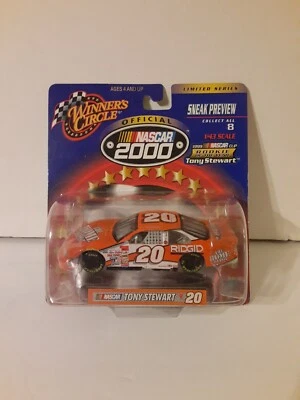 AGES 4 AND UP
LIMITED SERIES
WINNER'S
CIRCLE
OFFICIAL
NASCAR
2000
SNEAK PREVIEW
COLLECT ALL
8
1:43 SCALE
ROOKIE
Tony Stewart
20
20
RIDGID
NASCAR TONY STEWART 20